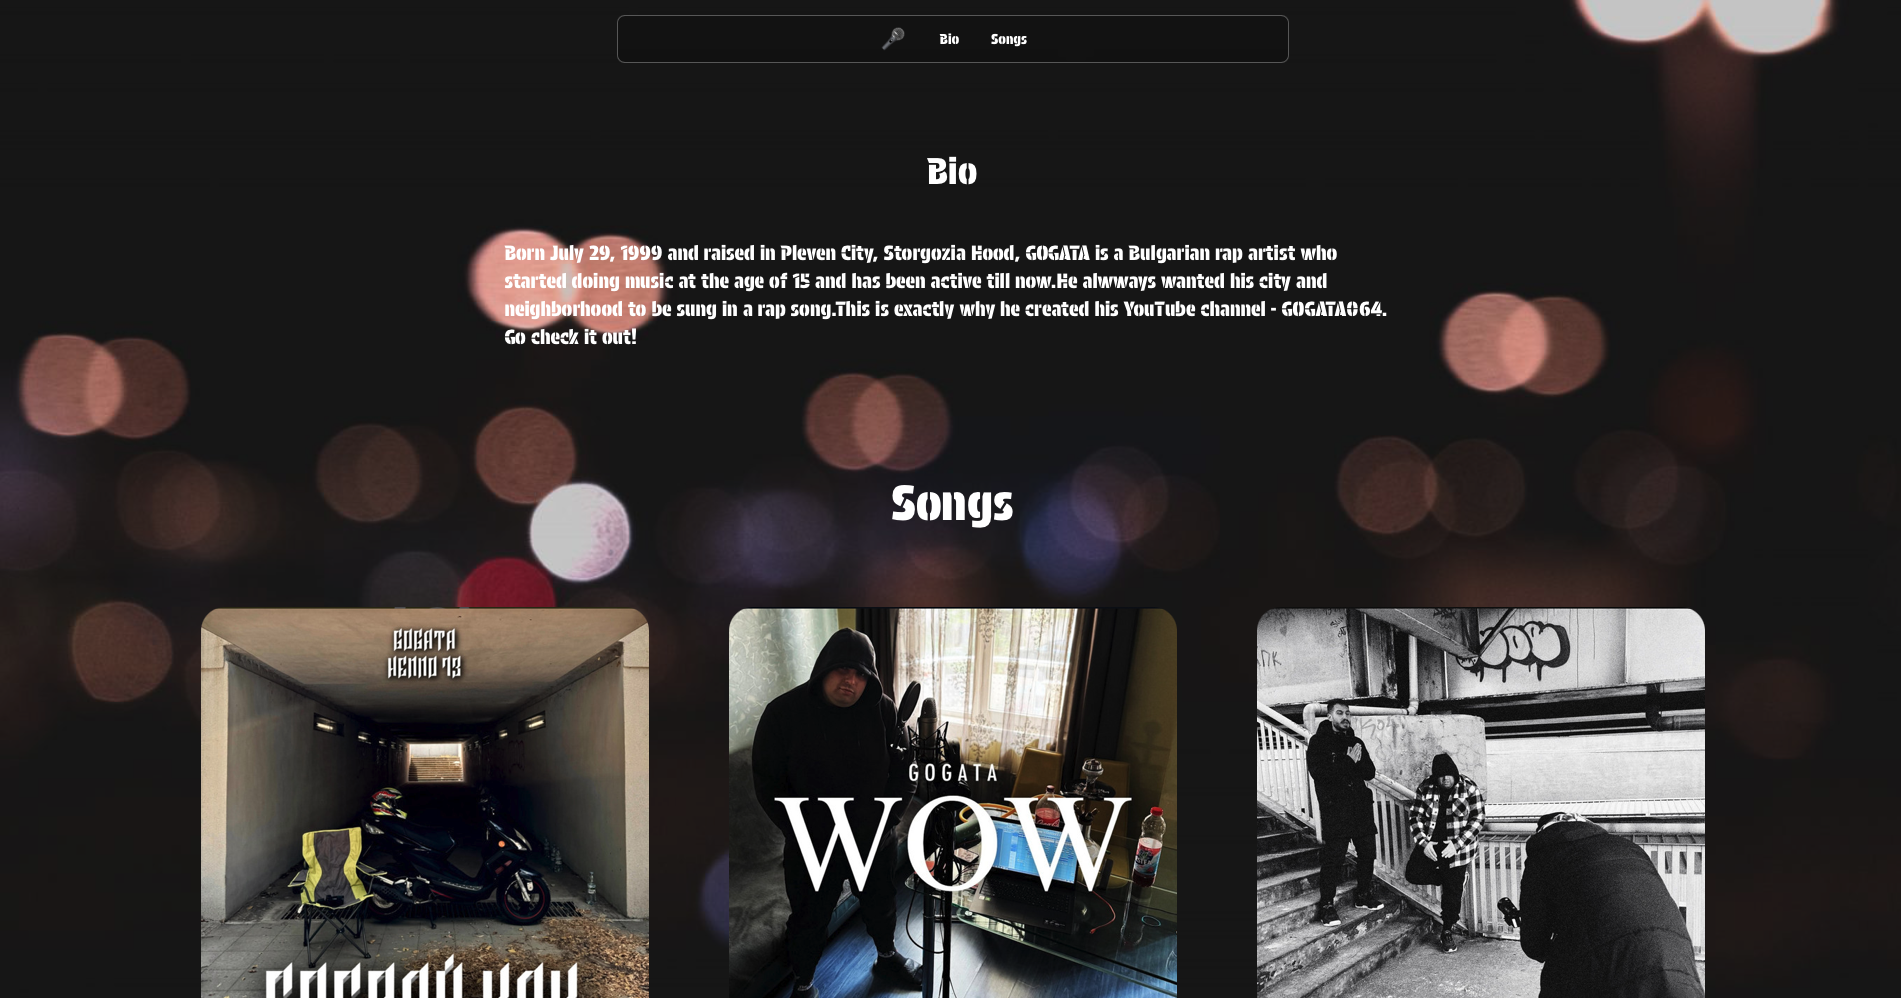 Bio Songs
Bio
Born July 29, 1999 and raised in Pleven City, Storgozia Hood, GOGATA is a Bulgarian rap artist who
started doing music at the age of 15 and has been active till now.He alwways wanted his city and
neighborhood to be sung in a rap song.This is exactly why he created his YouTube channel - GOGATA064.
Go check it out!
Songs
GOGATA
НЕМПО 13
GOGATA
WOW